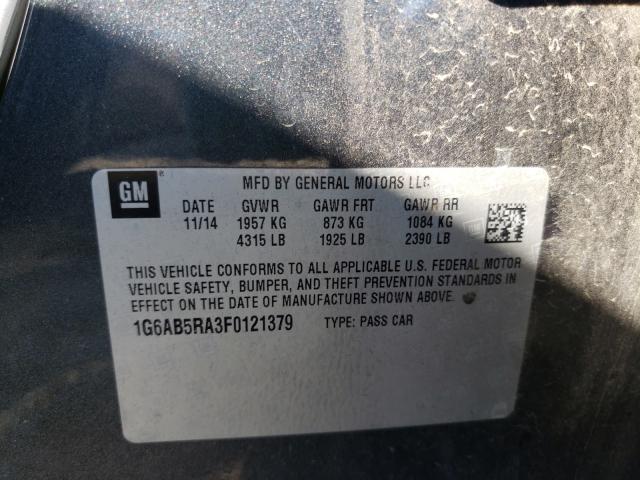 GM ®
MFD BY GENERAL MOTORS LLC
DATE GVWR GAWR FRT GAWR RR
11/14 1957 KG 873 KG 1084 KG
4315 LB 1925 LB 2390 LB
THIS VEHICLE CONFORMS TO ALL APPLICABLE U.S. FEDERAL MOTOR
VEHICLE SAFETY, BUMPER, AND THEFT PREVENTION STANDARDS IN
EFFECT ON THE DATE OF MANUFACTURE SHOWN ABOVE.
1G6AB5RA3F0121379 TYPE: PASS CAR